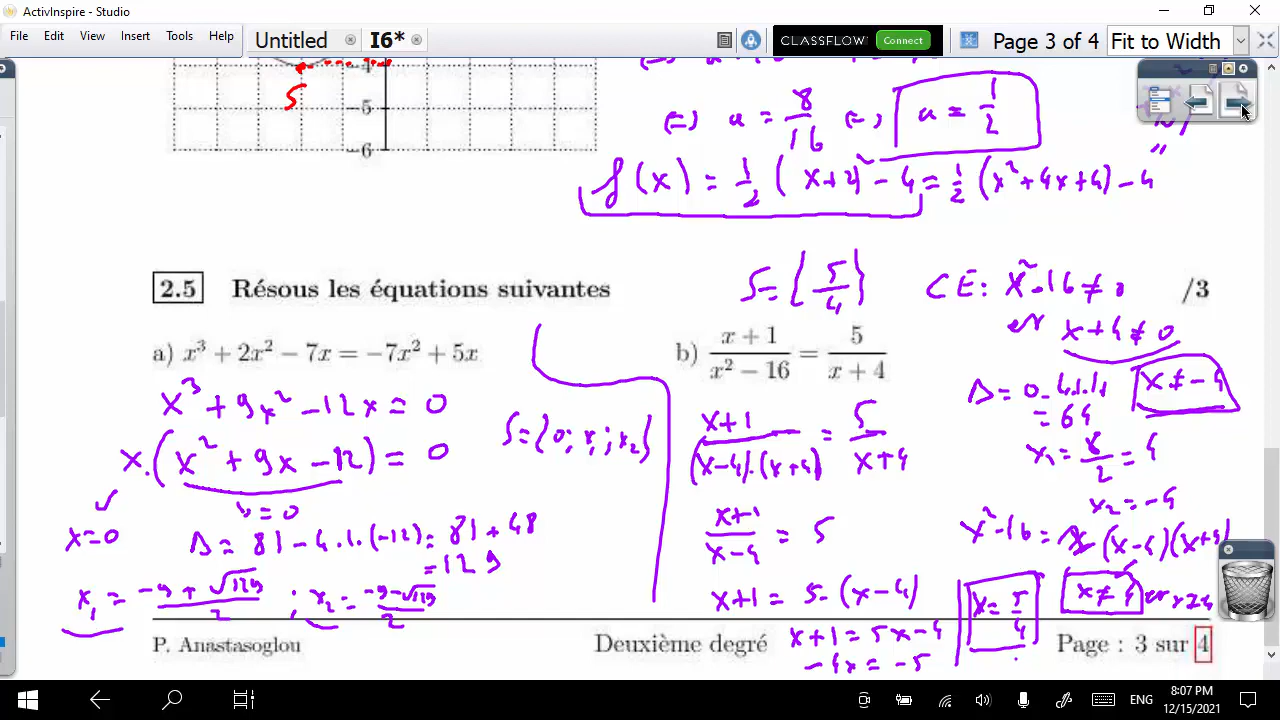 ActivInspire - Studio
File Edit View Insert Tools Help
Untitled
I6*
CLASSFLOW Connect
Page 3 of 4
Fit to Width
-4
S
-5
-6
(=) a = 8/16 (=) a = 1/2
f(x) = 1/2 (x+2)² - 4 = 1/2 (x²+4x+4) - 4
2.5 Résous les équations suivantes /3
S = {5/4}
CE: x²-16 ≠ 0
et x+4 ≠ 0
x ≠ -4
a) x³ + 2x² − 7x = −7x² + 5x
x³ + 9x² - 12x = 0
x.(x² + 9x - 12) = 0
= 0
x=0
Δ = 81 - 4.1.(-12) = 81 + 48
= 129
x₁ = (-9 + √129)/2 ; x₂ = (-9 - √129)/2
S = {0; x₁; x₂}
b) (x + 1)/(x² − 16) = 5/(x + 4)
(x+1)/((x-4).(x+4)) = 5/(x+4)
(x+1)/(x-4) = 5
x+1 = 5.(x-4)
x+1 = 5x-4
-4x = -5
x = 5/4
= 64
x₁ = 8/2 = 4
x₂ = -4
x²-16 = (x-4)(x+4)
x ≠ 4
P. Anastasoglou
Deuxième degré
Page : 3 sur 4
ENG
8:07 PM
12/15/2021